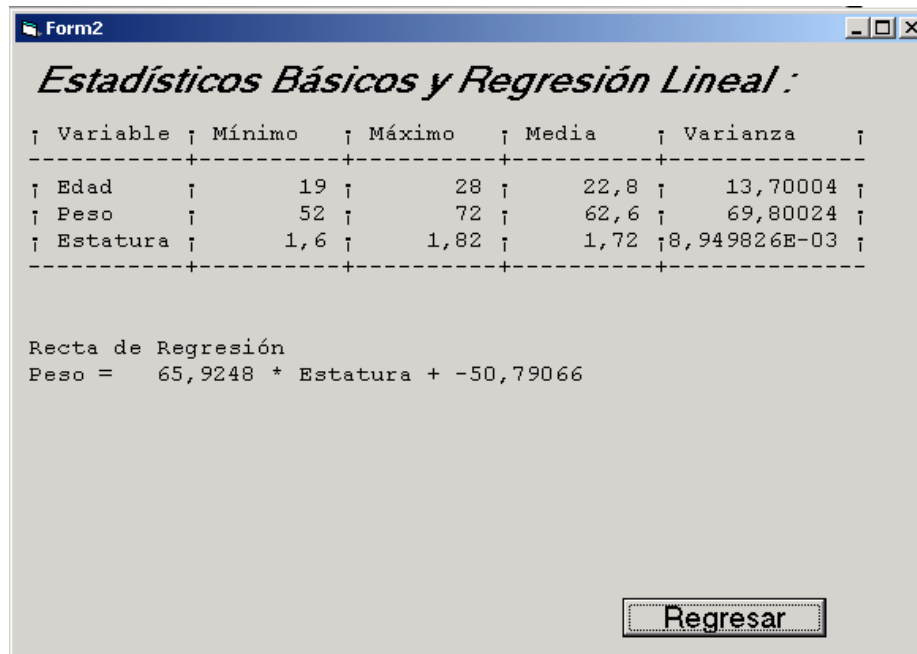 Form2
Estadísticos Básicos y Regresión Lineal :
¡ Variable ¡ Mínimo ¡ Máximo ¡ Media ¡ Varianza ¡
-----------+----------+----------+----------+--------------
¡ Edad ¡ 19 ¡ 28 ¡ 22,8 ¡ 13,70004 ¡
¡ Peso ¡ 52 ¡ 72 ¡ 62,6 ¡ 69,80024 ¡
¡ Estatura ¡ 1,6 ¡ 1,82 ¡ 1,72 ¡8,949826E-03 ¡
-----------+----------+----------+----------+--------------
Recta de Regresión
Peso = 65,9248 * Estatura + -50,79066
Regresar